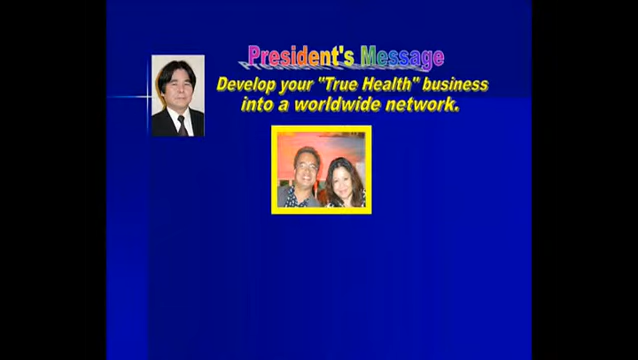 President's Message
Develop your "True Health" business
into a worldwide network.